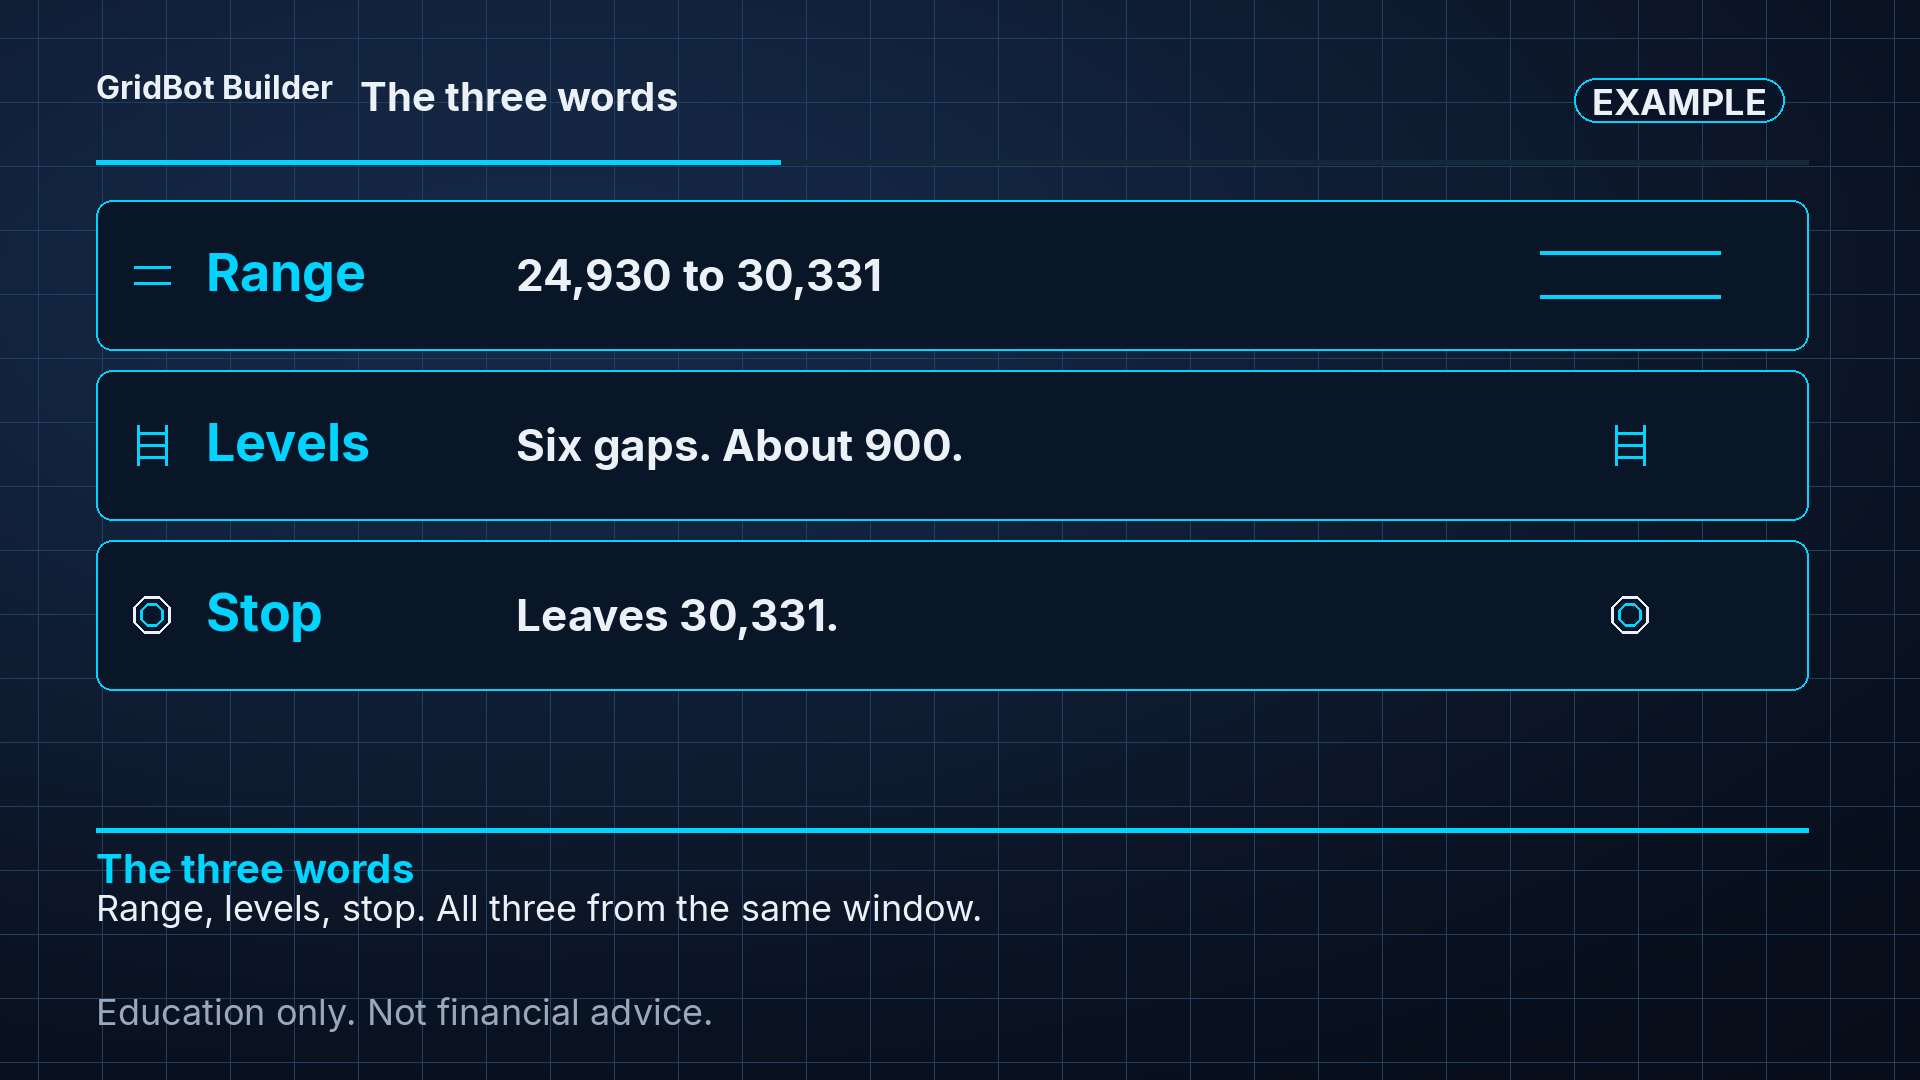 GridBot Builder
The three words
EXAMPLE
Range
24,930 to 30,331
Levels
Six gaps. About 900.
Stop
Leaves 30,331.
The three words
Range, levels, stop. All three from the same window.
Education only. Not financial advice.